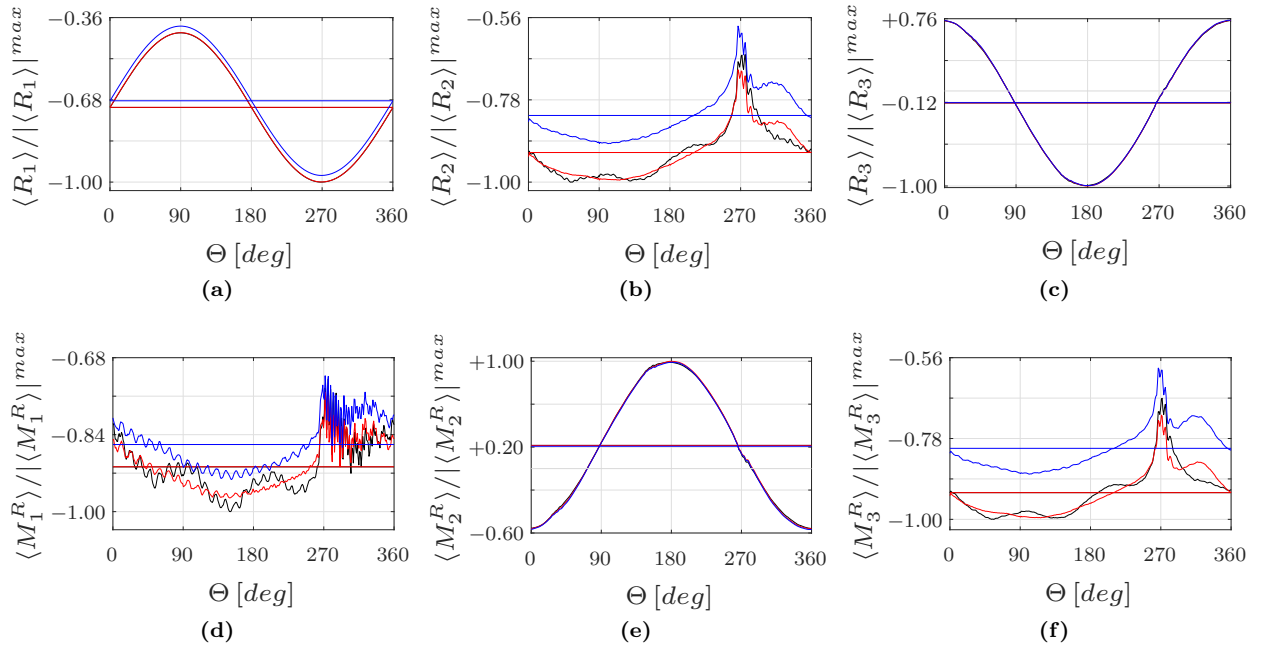 ⟨R₁⟩/|⟨R₁⟩|ᵐᵃˣ
−0.36
−0.68
−1.00
0 90 180 270 360
Θ [deg]
(a)
⟨R₂⟩/|⟨R₂⟩|ᵐᵃˣ
−0.56
−0.78
−1.00
0 90 180 270 360
Θ [deg]
(b)
⟨R₃⟩/|⟨R₃⟩|ᵐᵃˣ
+0.76
−0.12
−1.00
0 90 180 270 360
Θ [deg]
(c)
⟨M₁ᴿ⟩/|⟨M₁ᴿ⟩|ᵐᵃˣ
−0.68
−0.84
−1.00
0 90 180 270 360
Θ [deg]
(d)
⟨M₂ᴿ⟩/|⟨M₂ᴿ⟩|ᵐᵃˣ
+1.00
+0.20
−0.60
0 90 180 270 360
Θ [deg]
(e)
⟨M₃ᴿ⟩/|⟨M₃ᴿ⟩|ᵐᵃˣ
−0.56
−0.78
−1.00
0 90 180 270 360
Θ [deg]
(f)